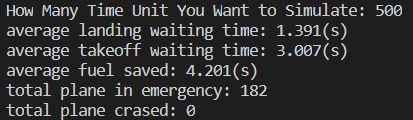 How Many Time Unit You Want to Simulate: 500
average landing waiting time: 1.391(s)
average takeoff waiting time: 3.007(s)
average fuel saved: 4.201(s)
total plane in emergency: 182
total plane crased: 0